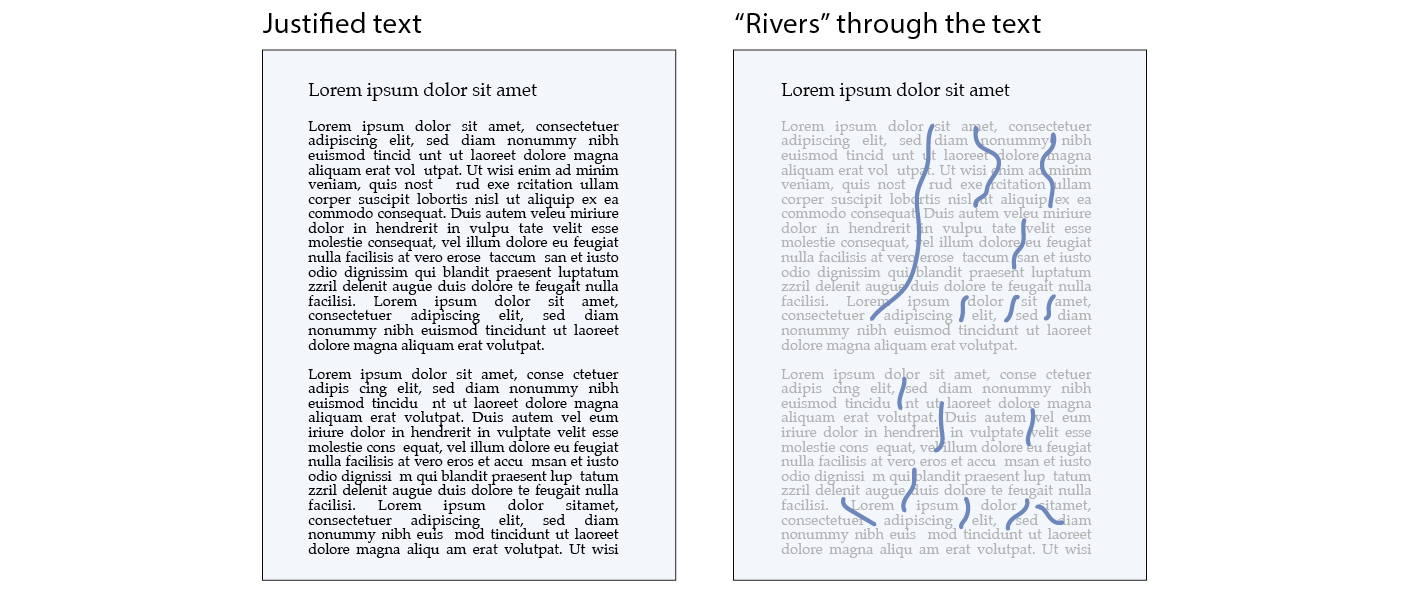 Justified text
Lorem ipsum dolor sit amet
Lorem ipsum dolor sit amet, consectetuer
adipiscing elit, sed diam nonummy nibh
euismod tincid unt ut laoreet dolore magna
aliquam erat vol utpat. Ut wisi enim ad minim
veniam, quis nost rud exe rcitation ullam
corper suscipit lobortis nisl ut aliquip ex ea
commodo consequat. Duis autem veleu miriure
dolor in hendrerit in vulpu tate velit esse
molestie consequat, vel illum dolore eu feugiat
nulla facilisis at vero erose taccum san et iusto
odio dignissim qui blandit praesent luptatum
zzril delenit augue duis dolore te feugait nulla
facilisi. Lorem ipsum dolor sit amet,
consectetuer adipiscing elit, sed diam
nonummy nibh euismod tincidunt ut laoreet
dolore magna aliquam erat volutpat.
Lorem ipsum dolor sit amet, conse ctetuer
adipis cing elit, sed diam nonummy nibh
euismod tincidu nt ut laoreet dolore magna
aliquam erat volutpat. Duis autem vel eum
iriure dolor in hendrerit in vulptate velit esse
molestie cons equat, vel illum dolore eu feugiat
nulla facilisis at vero eros et accu msan et iusto
odio dignissi m qui blandit praesent lup tatum
zzril delenit augue duis dolore te feugait nulla
facilisi. Lorem ipsum dolor sitamet,
consectetuer adipiscing elit, sed diam
nonummy nibh euis mod tincidunt ut laoreet
dolore magna aliqu am erat volutpat. Ut wisi
“Rivers” through the text
Lorem ipsum dolor sit amet
Lorem ipsum dolor sit amet, consectetuer
adipiscing elit, sed diam nonummy nibh
euismod tincid unt ut laoreet dolore magna
aliquam erat vol utpat. Ut wisi enim ad minim
veniam, quis nost rud exe rcitation ullam
corper suscipit lobortis nisl ut aliquip ex ea
commodo consequat. Duis autem veleu miriure
dolor in hendrerit in vulpu tate velit esse
molestie consequat, vel illum dolore eu feugiat
nulla facilisis at vero erose taccum san et iusto
odio dignissim qui blandit praesent luptatum
zzril delenit augue duis dolore te feugait nulla
facilisi. Lorem ipsum dolor sit amet,
consectetuer adipiscing elit, sed diam
nonummy nibh euismod tincidunt ut laoreet
dolore magna aliquam erat volutpat.
Lorem ipsum dolor sit amet, conse ctetuer
adipis cing elit, sed diam nonummy nibh
euismod tincidu nt ut laoreet dolore magna
aliquam erat volutpat. Duis autem vel eum
iriure dolor in hendrerit in vulputate velit esse
molestie cons equat, vel illum dolore eu feugiat
nulla facilisis at vero eros et accu msan et iusto
odio dignissi m qui blandit praesent lup tatum
zzril delenit augue duis dolore te feugait nulla
facilisi. Lorem ipsum dolor sitamet,
consectetuer adipiscing elit, sed diam
nonummy nibh euis mod tincidunt ut laoreet
dolore magna aliqu am erat volutpat. Ut wisi